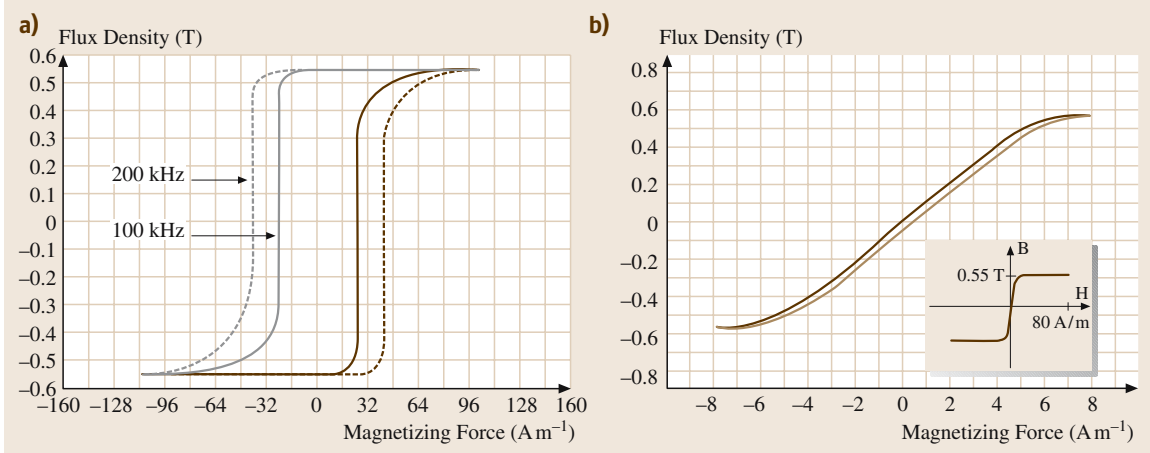 a)
Flux Density (T)
0.6
0.5
0.4
0.3
0.2
0.1
0
–0.1
–0.2
–0.3
–0.4
–0.5
–0.6
200 kHz
100 kHz
–160 –128 –96 –64 –32 0 32 64 96 128 160
Magnetizing Force (A m⁻¹)
b)
Flux Density (T)
0.8
0.6
0.4
0.2
0
–0.2
–0.4
–0.6
–0.8
B
0.55 T
H
80 A/m
–8 –6 –4 –2 0 2 4 6 8
Magnetizing Force (A m⁻¹)